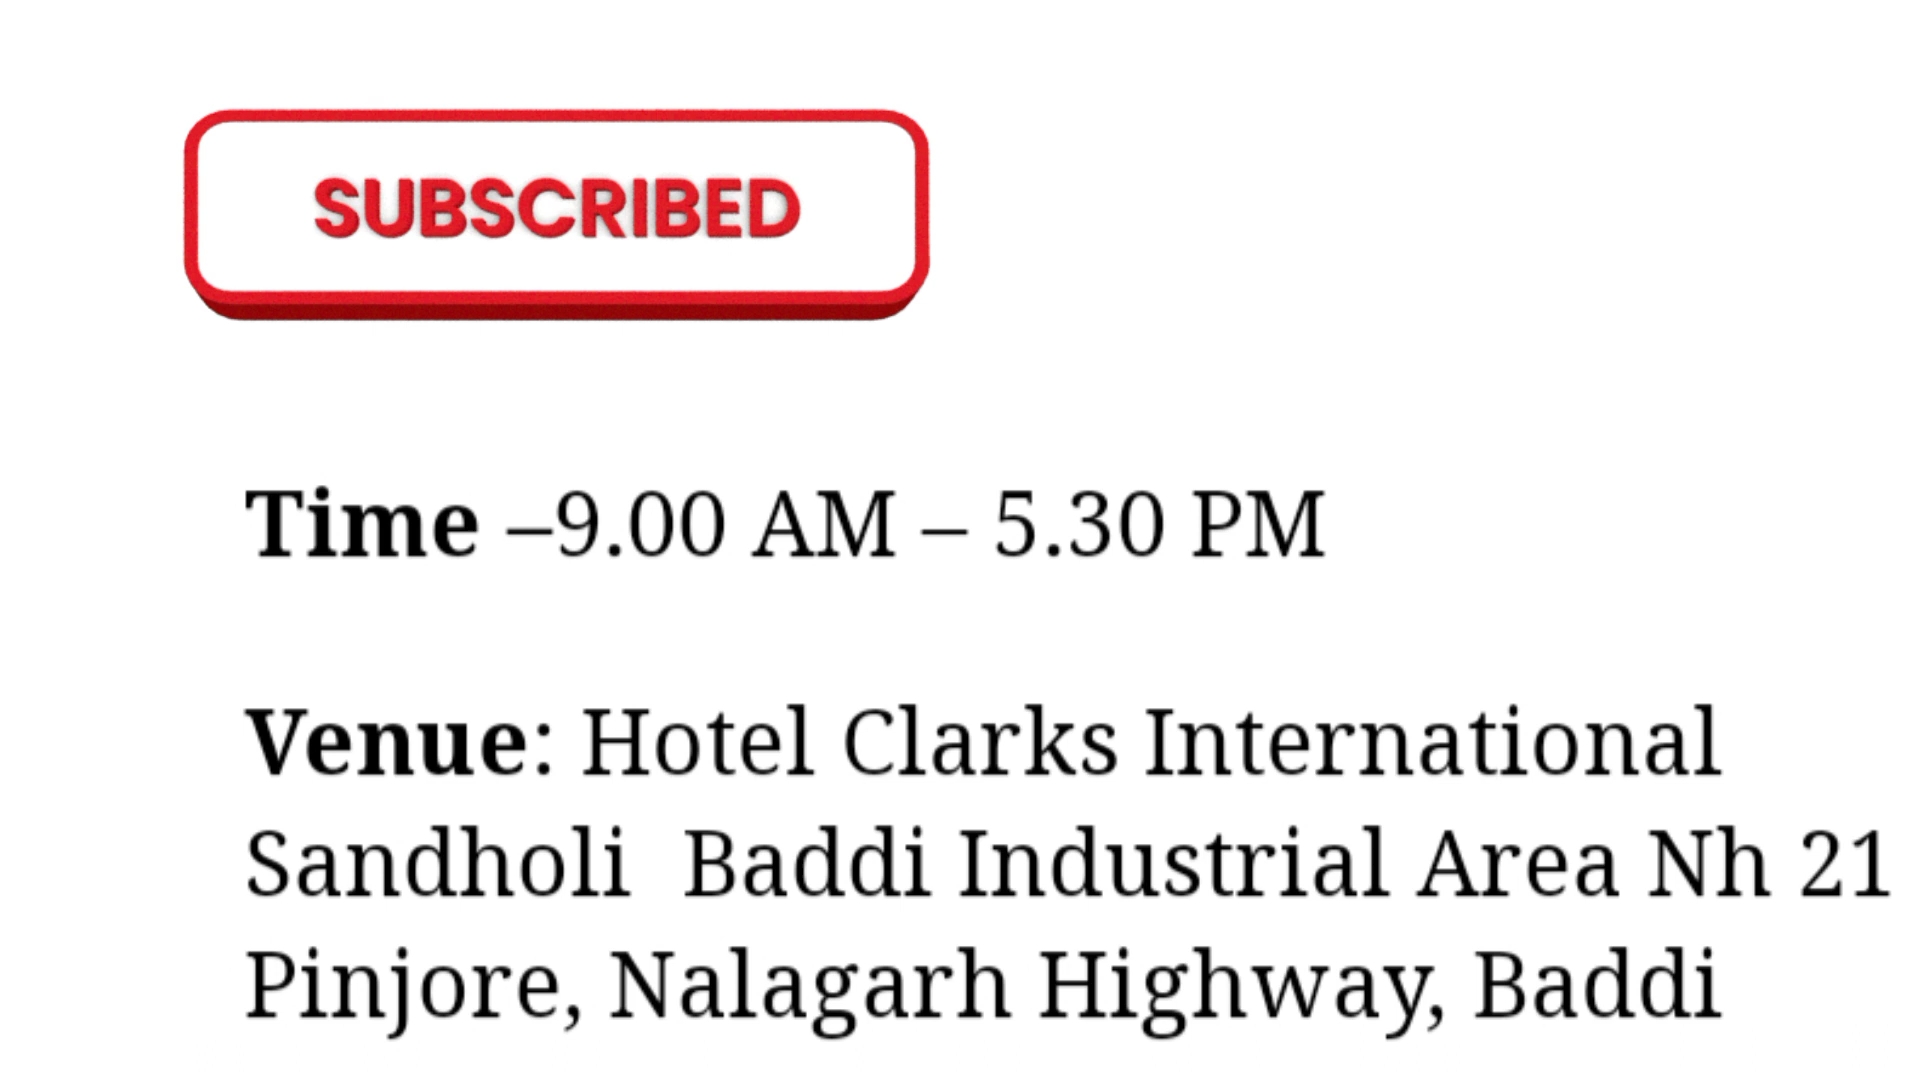 SUBSCRIBED
Time –9.00 AM – 5.30 PM
Venue: Hotel Clarks International
Sandholi  Baddi Industrial Area Nh 21
Pinjore, Nalagarh Highway, Baddi